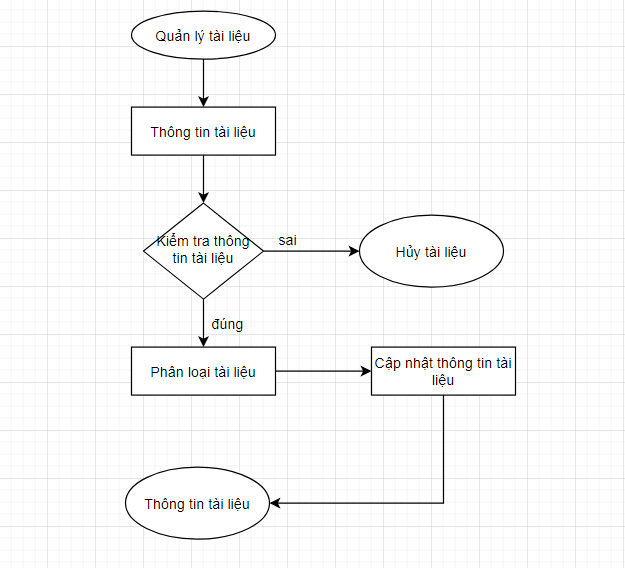 Quản lý tài liệu
Thông tin tài liệu
Kiểm tra thông
tin tài liệu
sai
Hủy tài liệu
đúng
Phân loại tài liệu
Cập nhật thông tin tài
liệu
Thông tin tài liệu